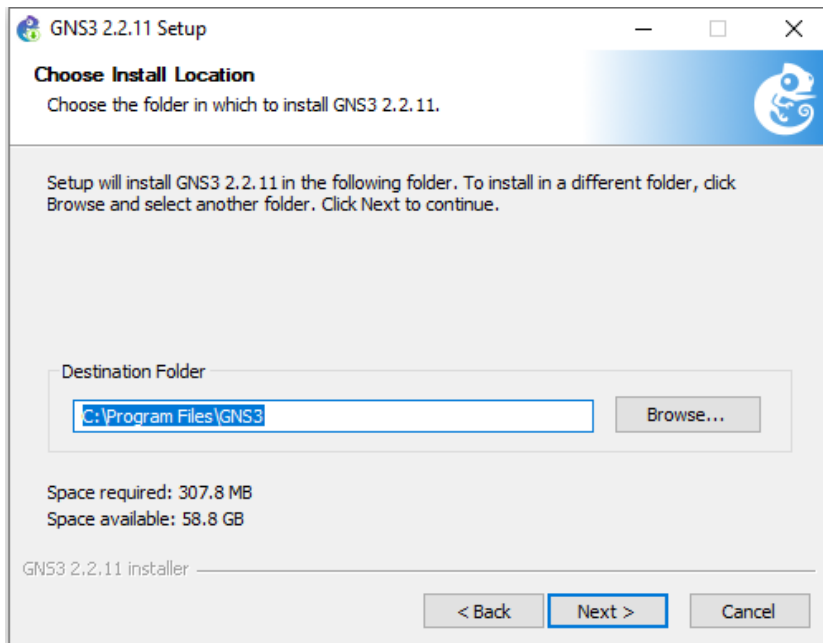 GNS3 2.2.11 Setup
Choose Install Location
Choose the folder in which to install GNS3 2.2.11.
Setup will install GNS3 2.2.11 in the following folder. To install in a different folder, click
Browse and select another folder. Click Next to continue.
Destination Folder
C:\Program Files\GNS3
Browse...
Space required: 307.8 MB
Space available: 58.8 GB
GNS3 2.2.11 installer
< Back
Next >
Cancel